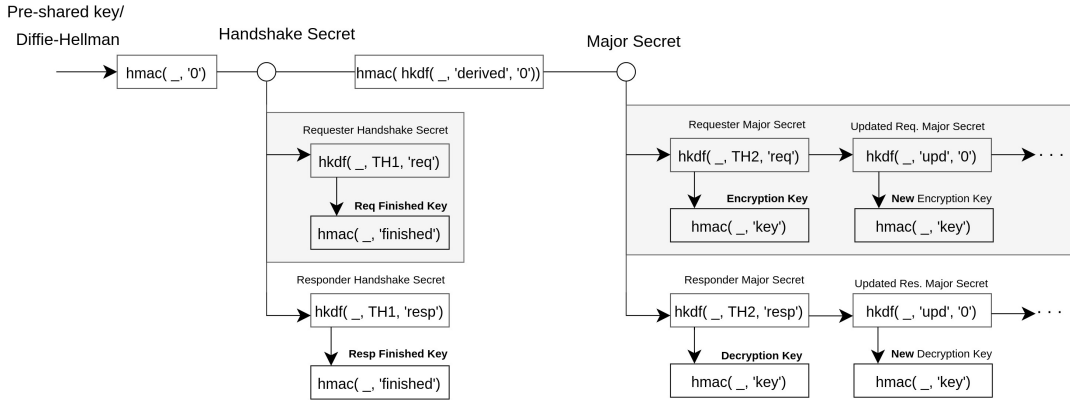 Pre-shared key/
Diffie-Hellman
Handshake Secret
Major Secret
hmac( _, '0')
hmac( hkdf( _, 'derived', '0'))
Requester Handshake Secret
hkdf( _, TH1, 'req')
Req Finished Key
hmac( _, 'finished')
Responder Handshake Secret
hkdf( _, TH1, 'resp')
Resp Finished Key
hmac( _, 'finished')
Requester Major Secret
hkdf( _, TH2, 'req')
Encryption Key
hmac( _, 'key')
Updated Req. Major Secret
hkdf( _, 'upd', '0')
. . .
New Encryption Key
hmac( _, 'key')
Responder Major Secret
hkdf( _, TH2, 'resp')
Decryption Key
hmac( _, 'key')
Updated Res. Major Secret
hkdf( _, 'upd', '0')
. . .
New Decryption Key
hmac( _, 'key')